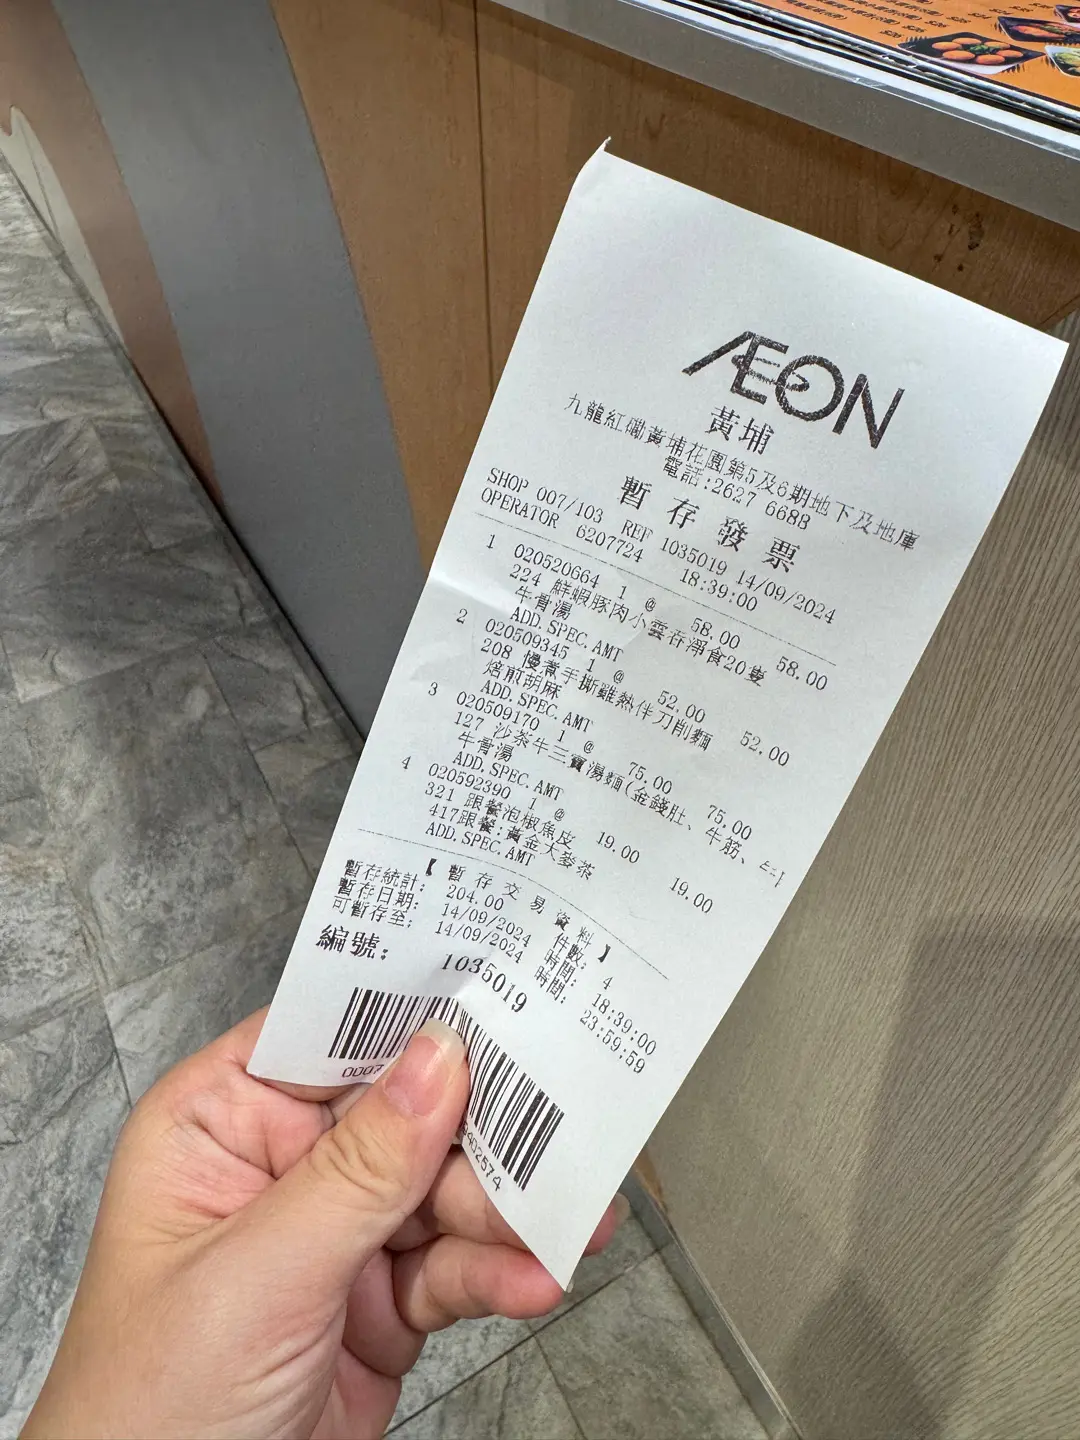 ÆON
黃埔
九龍紅磡黃埔花園第5及6期地下及地庫
電話:2627 6688
暫存發票
SHOP 007/103 REF 1035019 14/09/2024
OPERATOR 6207724 18:39:00
1 020520664 1 @ 58.00 58.00
224 鮮蝦豚肉小雲吞淨食20隻
牛骨湯
ADD. SPEC. AMT
2 020509345 1 @ 52.00 52.00
208 慢煮手撕雞熱伴刀削麵
焙煎胡麻
ADD. SPEC. AMT
3 020509170 1 @ 75.00 75.00
127 沙茶牛三寶湯麵(金錢肚、牛筋、
牛骨湯
ADD. SPEC. AMT
4 020592390 1 @ 19.00 19.00
321 跟餐泡椒魚皮
417跟餐:黃金大麥茶
ADD. SPEC. AMT
【 暫存交易資料 】
暫存統計: 204.00 件數: 4
暫存日期: 14/09/2024 時間: 18:39:00
可暫存至: 14/09/2024 時間: 23:59:59
編號: 1035019
0007
402574
$26